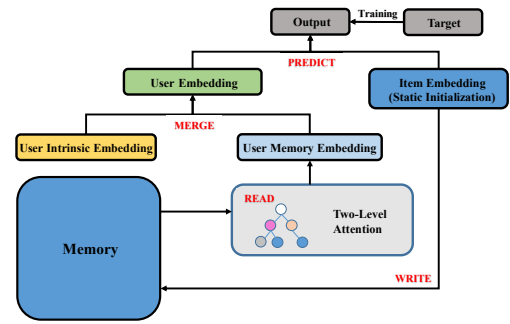 Output
Training
Target
PREDICT
User Embedding
Item Embedding
(Static Initialization)
MERGE
User Intrinsic Embedding
User Memory Embedding
READ
Two-Level
Attention
Memory
WRITE